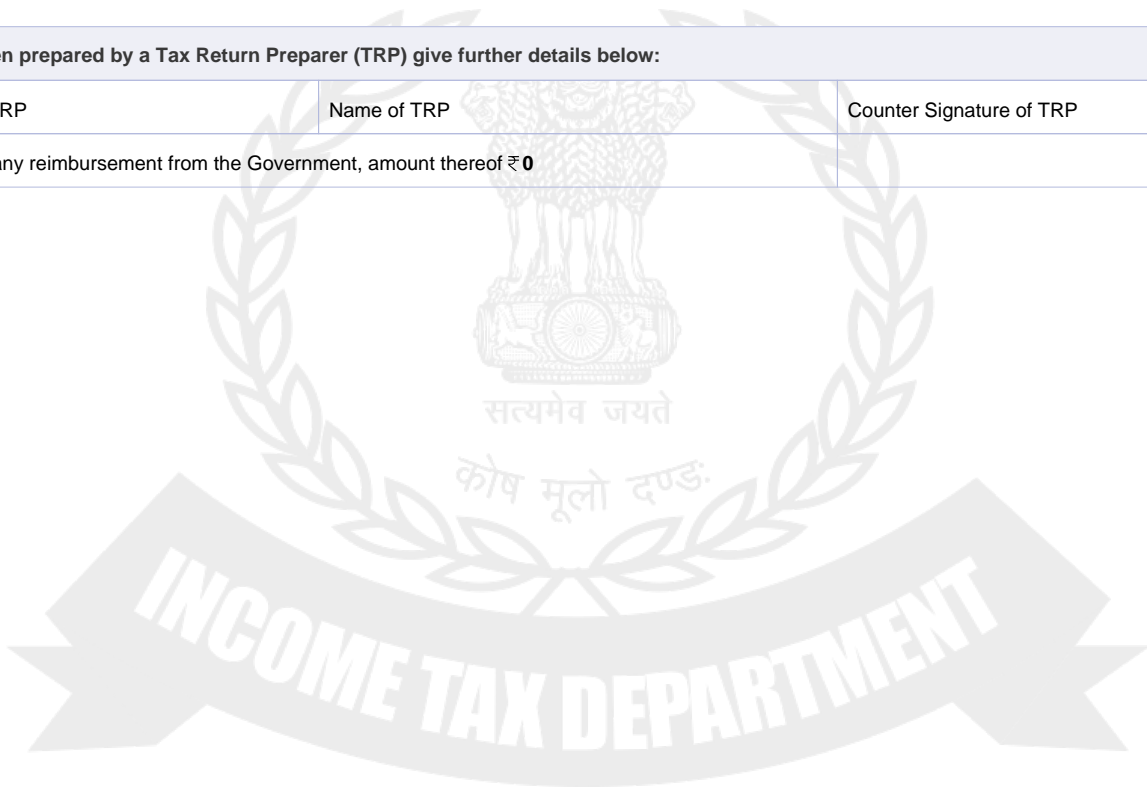 en prepared by a Tax Return Preparer (TRP) give further details below:
RP Name of TRP Counter Signature of TRP
any reimbursement from the Government, amount thereof ₹ 0
सत्यमेव जयते
कोष मूलो दण्डः
INCOME TAX DEPARTMENT